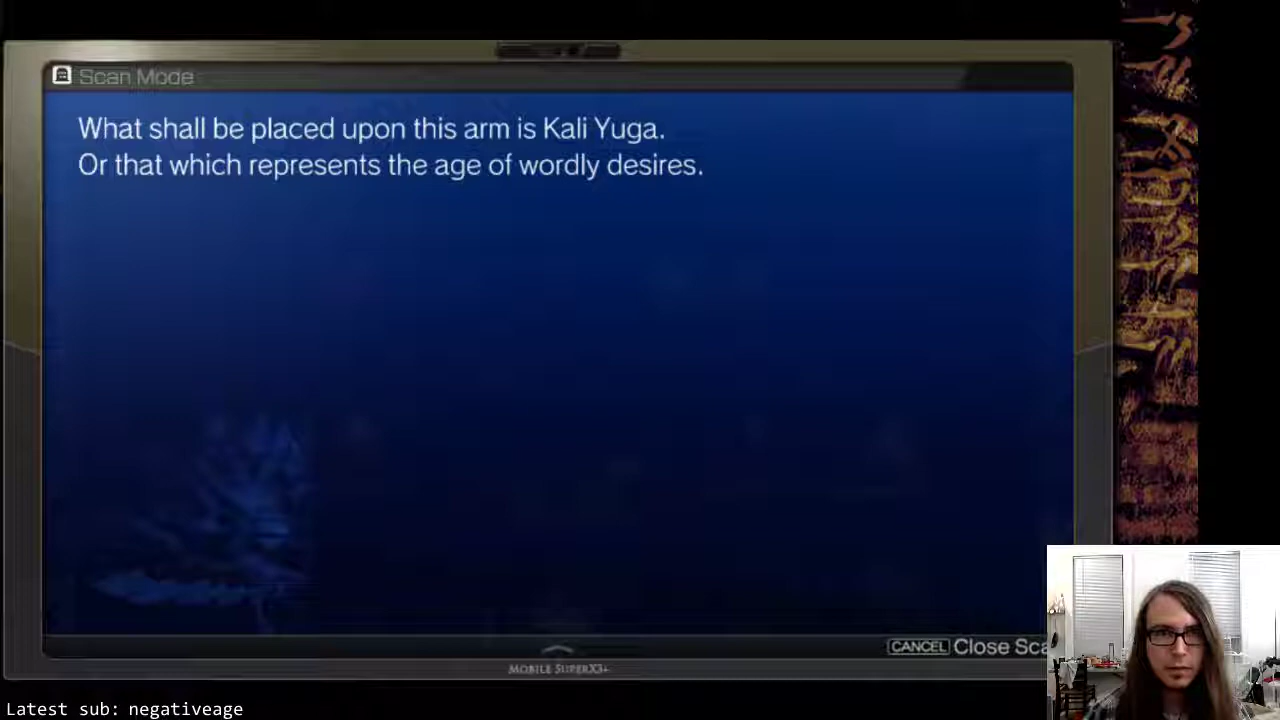 Scan Mode
What shall be placed upon this arm is Kali Yuga.
Or that which represents the age of wordly desires.
CANCEL Close Sca
MOBILE SUPERX3+
Latest sub: negativeage